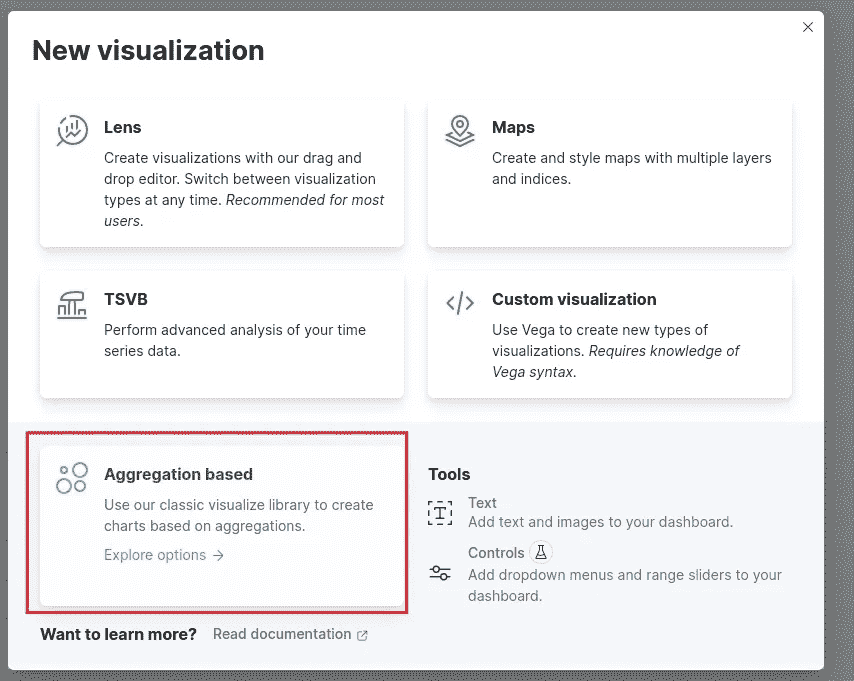 New visualization
Lens
Create visualizations with our drag and
drop editor. Switch between visualization
types at any time. Recommended for most
users.
Maps
Create and style maps with multiple layers
and indices.
TSVB
Perform advanced analysis of your time
series data.
Custom visualization
Use Vega to create new types of
visualizations. Requires knowledge of
Vega syntax.
Aggregation based
Use our classic visualize library to create
charts based on aggregations.
Explore options
Tools
Text
Add text and images to your dashboard.
Controls
Add dropdown menus and range sliders to your
dashboard.
Want to learn more? Read documentation